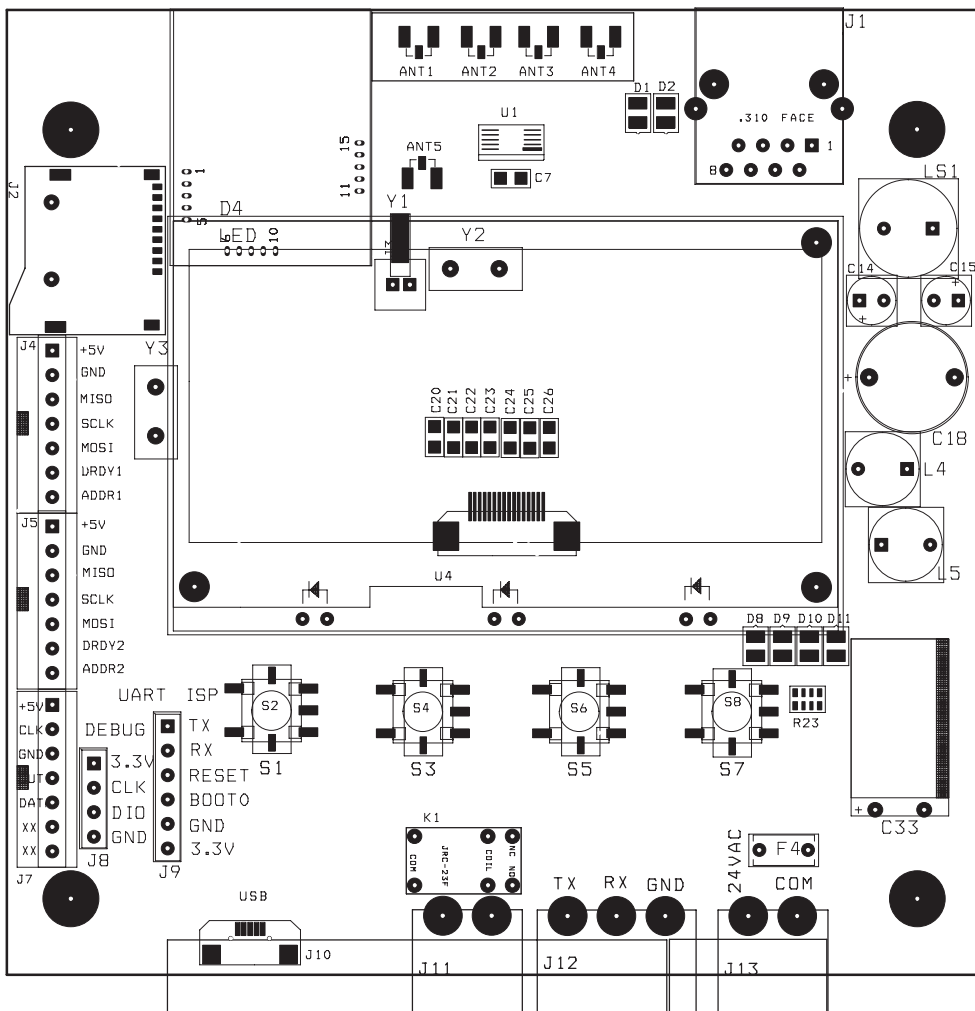 J1
ANT1 ANT2 ANT3 ANT4
D1 D2
U1
.310 FACE
1
8
ANT5
C7
J2
1
5
15
11
D4
LED
6
10
Y1
J3
Y2
LS1
C14
+
C15
+
J4
+5V
GND
MISO
SCLK
MOSI
DRDY1
ADDR1
Y3
C20 C21 C22 C23 C24 C25 C26
+
C18
L4
L5
J5
+5V
GND
MISO
SCLK
MOSI
DRDY2
ADDR2
U4
D8 D9 D10 D11
R23
S2 S4 S6 S8
S1 S3 S5 S7
+5V
CLK
GND
DAT
XX
XX
J7
UART ISP
DEBUG
3.3V
CLK
DIO
GND
J8
TX
RX
RESET
BOOT0
GND
3.3V
J9
+
C33
K1
COM
JRC-23F
COIL
NC
NO
24VAC
F4
COM
TX RX GND
USB
J10
J11
J12
J13